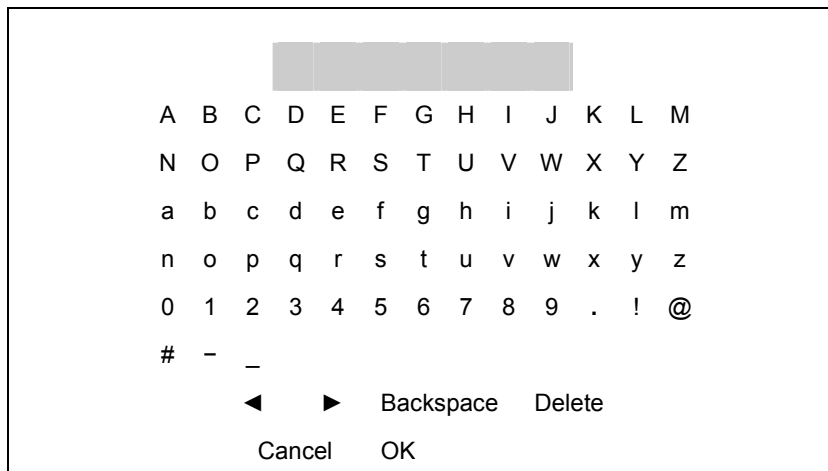 A B C D E F G H I J K L M
N O P Q R S T U V W X Y Z
a b c d e f g h i j k l m
n o p q r s t u v w x y z
0 1 2 3 4 5 6 7 8 9 . ! @
# − _
◄ ► Backspace Delete
Cancel OK